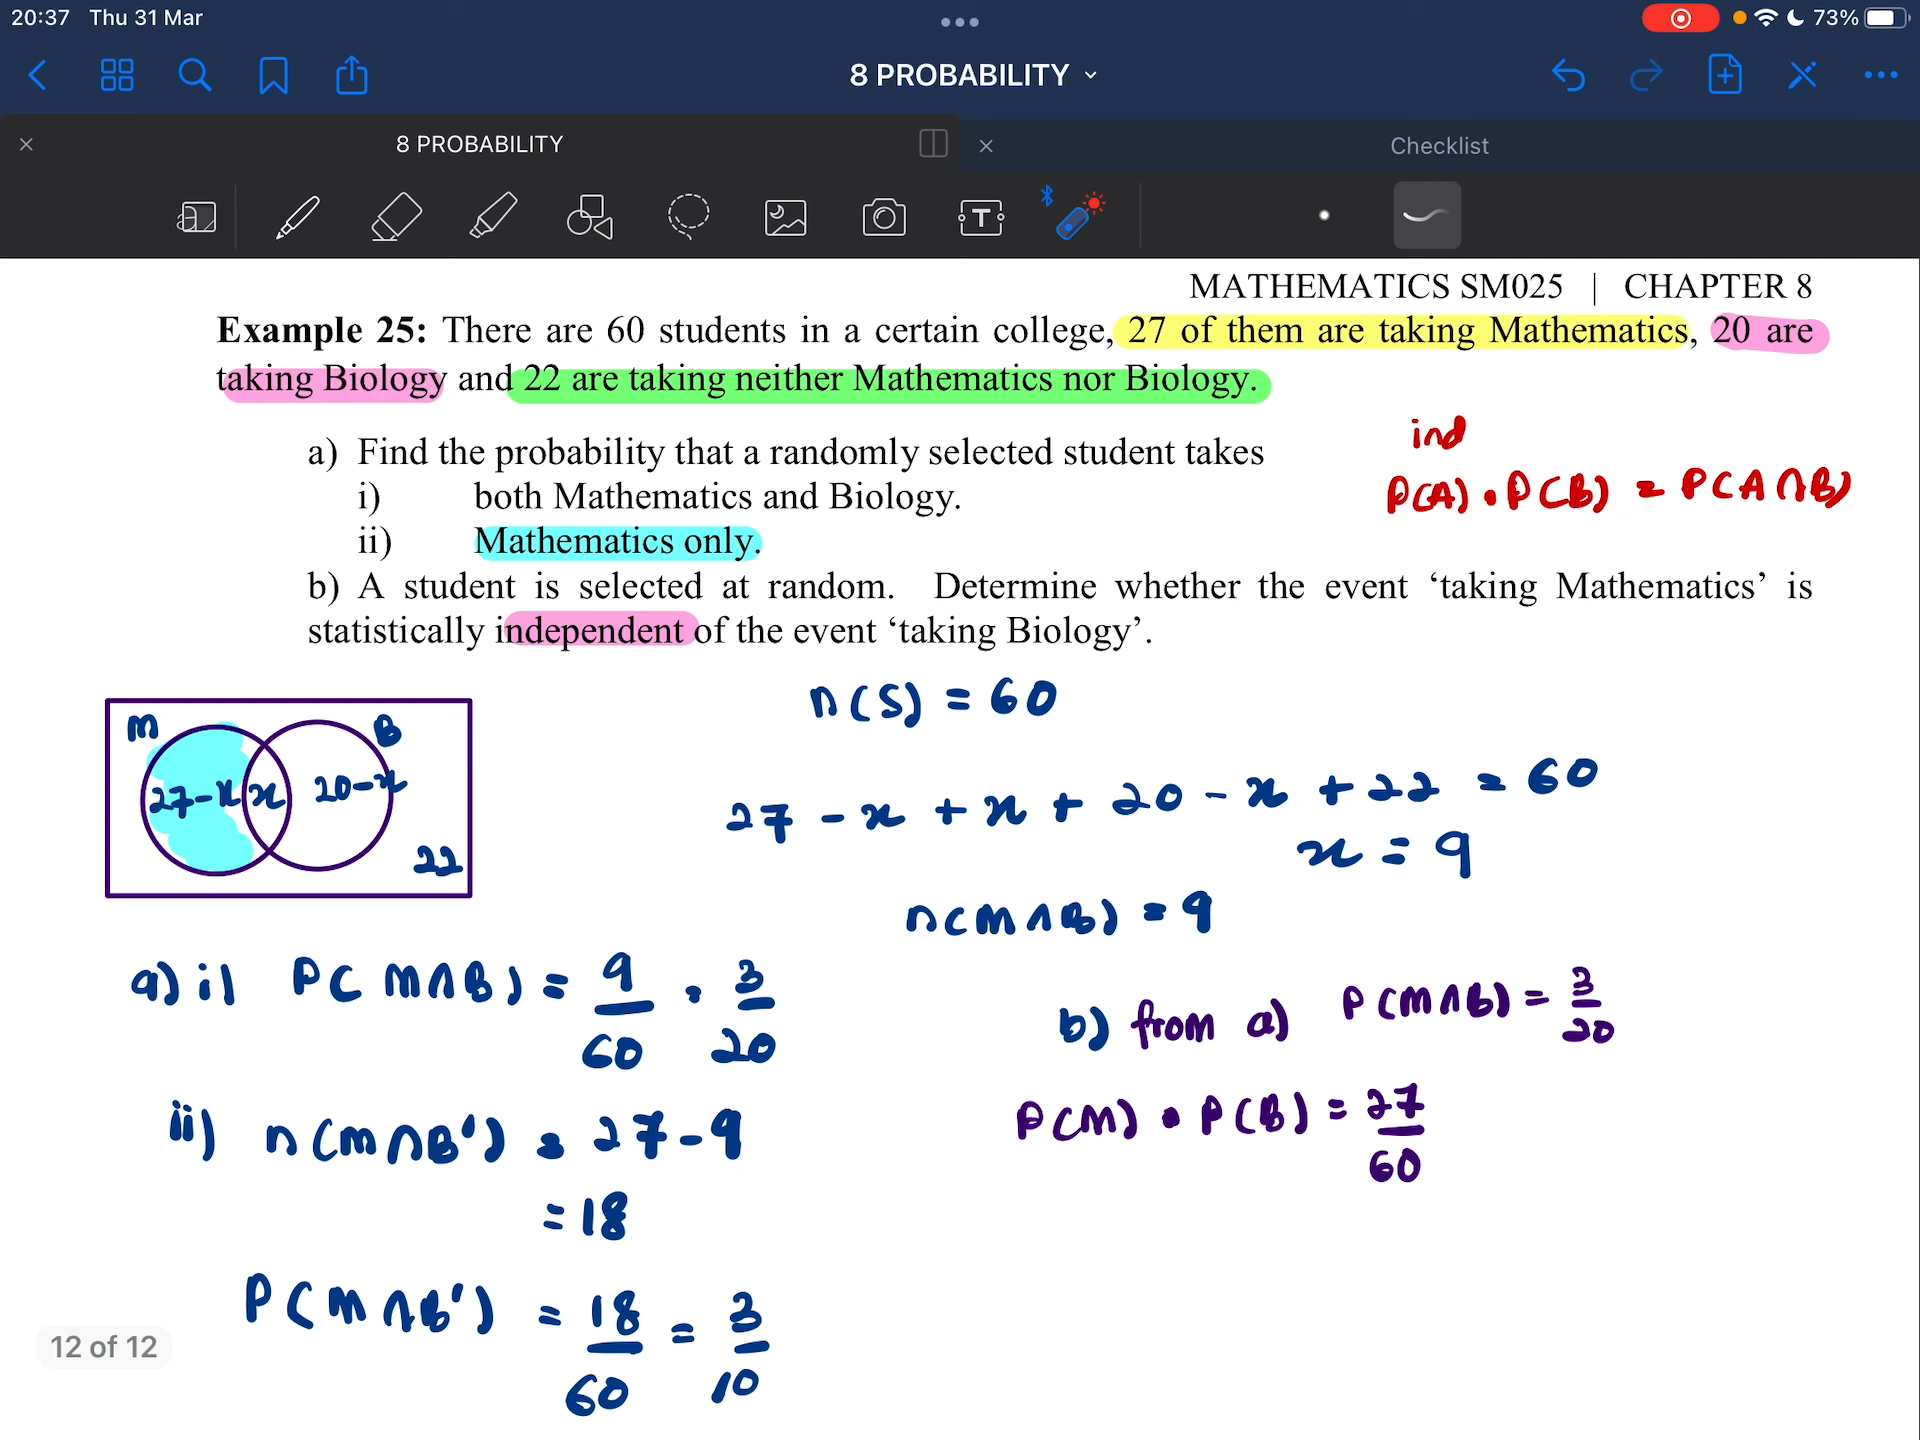 20:37 Thu 31 Mar
73%
8 PROBABILITY
8 PROBABILITY
Checklist
MATHEMATICS SM025 | CHAPTER 8
Example 25: There are 60 students in a certain college, 27 of them are taking Mathematics, 20 are
taking Biology and 22 are taking neither Mathematics nor Biology.
a) Find the probability that a randomly selected student takes
i) both Mathematics and Biology.
ii) Mathematics only.
b) A student is selected at random. Determine whether the event ‘taking Mathematics’ is
statistically independent of the event ‘taking Biology’.
ind
P(A) • P(B) = P(A∩B)
M B
27-x x 20-x
22
n(S) = 60
27 - x + x + 20 - x + 22 = 60
x = 9
n(M∩B) = 9
a) i) P(M∩B) = 9/60 = 3/20
ii) n(M∩B') = 27-9
= 18
P(M∩B') = 18/60 = 3/10
b) from a) P(M∩B) = 3/20
P(M) • P(B) = 27/60
12 of 12